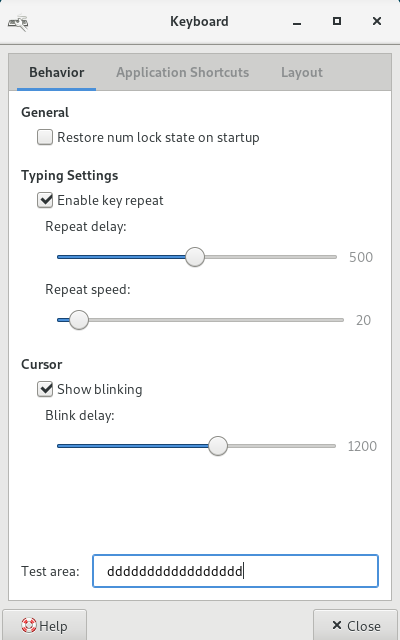 Keyboard
Behavior Application Shortcuts Layout
General
Restore num lock state on startup
Typing Settings
Enable key repeat
Repeat delay:
500
Repeat speed:
20
Cursor
Show blinking
Blink delay:
1200
Test area: ddddddddddddddddd
Help Close